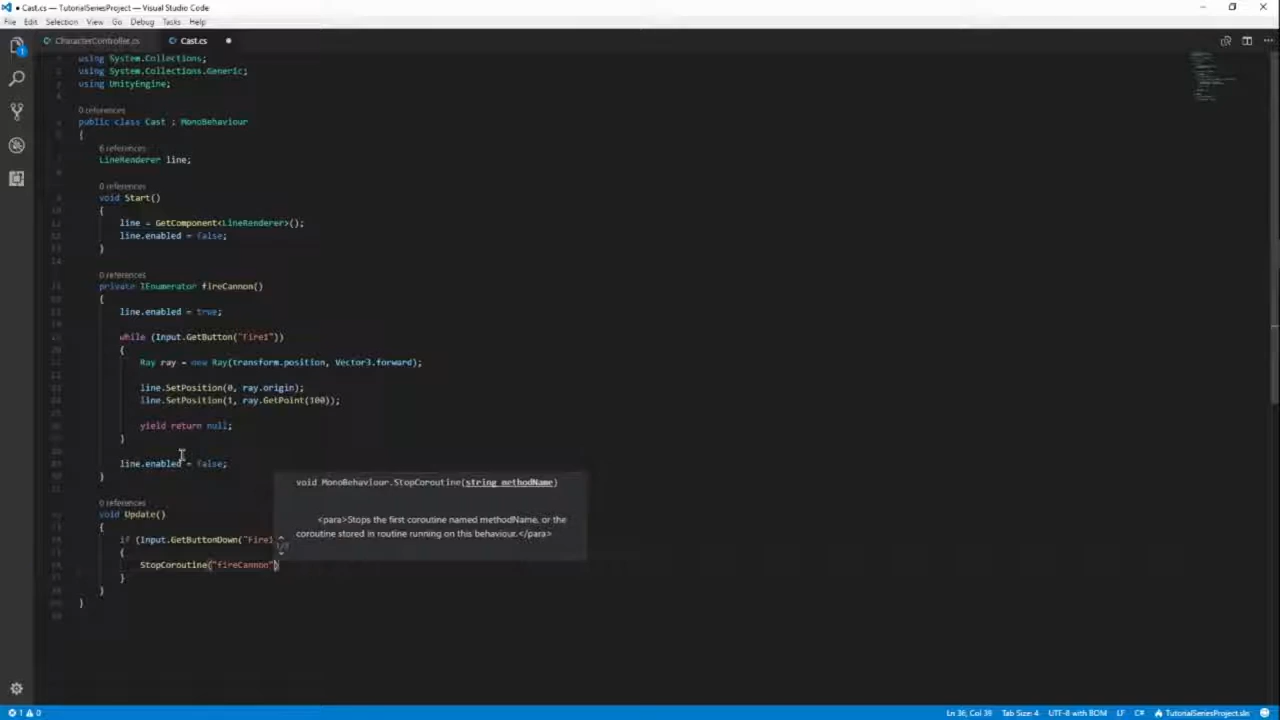 ● Cast.cs - TutorialSeriesProject - Visual Studio Code
File Edit Selection View Go Debug Tasks Help
CharacterController.cs Cast.cs ●
using System.Collections;
using System.Collections.Generic;
using UnityEngine;
0 references
public class Cast : MonoBehaviour
{
6 references
LineRenderer line;
0 references
void Start()
{
line = GetComponent<LineRenderer>();
line.enabled = false;
}
0 references
private IEnumerator fireCannon()
{
line.enabled = true;
while (Input.GetButton("Fire1"))
{
Ray ray = new Ray(transform.position, Vector3.forward);
line.SetPosition(0, ray.origin);
line.SetPosition(1, ray.GetPoint(100));
yield return null;
}
line.enabled = false;
}
void MonoBehaviour.StopCoroutine(string methodName)
<para>Stops the first coroutine named methodName, or the
coroutine stored in routine running on this behaviour.</para>
0 references
void Update()
{
if (Input.GetButtonDown("Fire1
{
StopCoroutine("fireCannon")
}
}
}
1 0 Ln 36, Col 39 Tab Size: 4 UTF-8 with BOM LF C# TutorialSeriesProject.sln